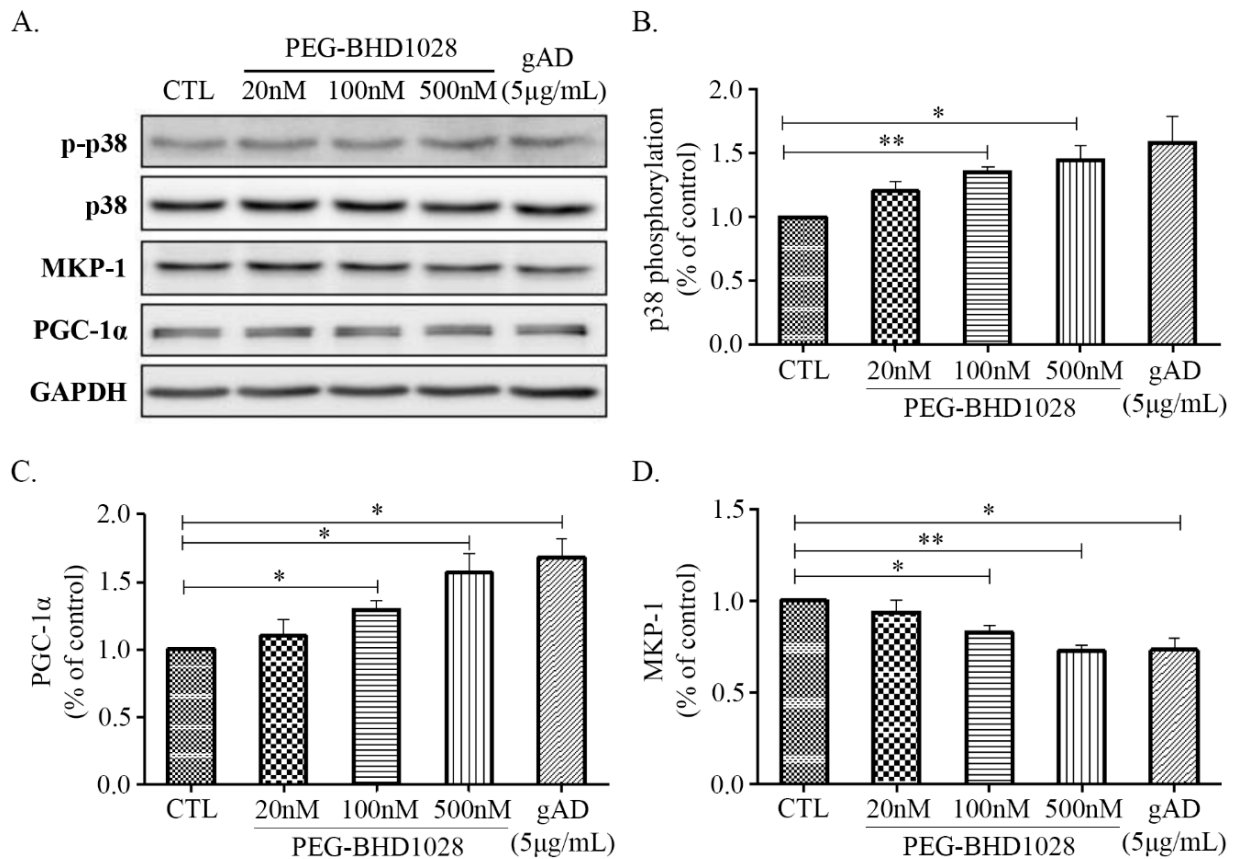 A.
PEG-BHD1028 gAD
CTL 20nM 100nM 500nM (5μg/mL)
p-p38
p38
MKP-1
PGC-1α
GAPDH
B.
p38 phosphorylation
(% of control)
2.0
1.5
1.0
0.5
0.0
*
**
CTL 20nM 100nM 500nM gAD
PEG-BHD1028 (5μg/mL)
C.
PGC-1α
(% of control)
2.0
1.5
1.0
0.5
0.0
*
*
*
CTL 20nM 100nM 500nM gAD
PEG-BHD1028 (5μg/mL)
D.
MKP-1
(% of control)
1.5
1.0
0.5
0.0
*
**
*
CTL 20nM 100nM 500nM gAD
PEG-BHD1028 (5μg/mL)